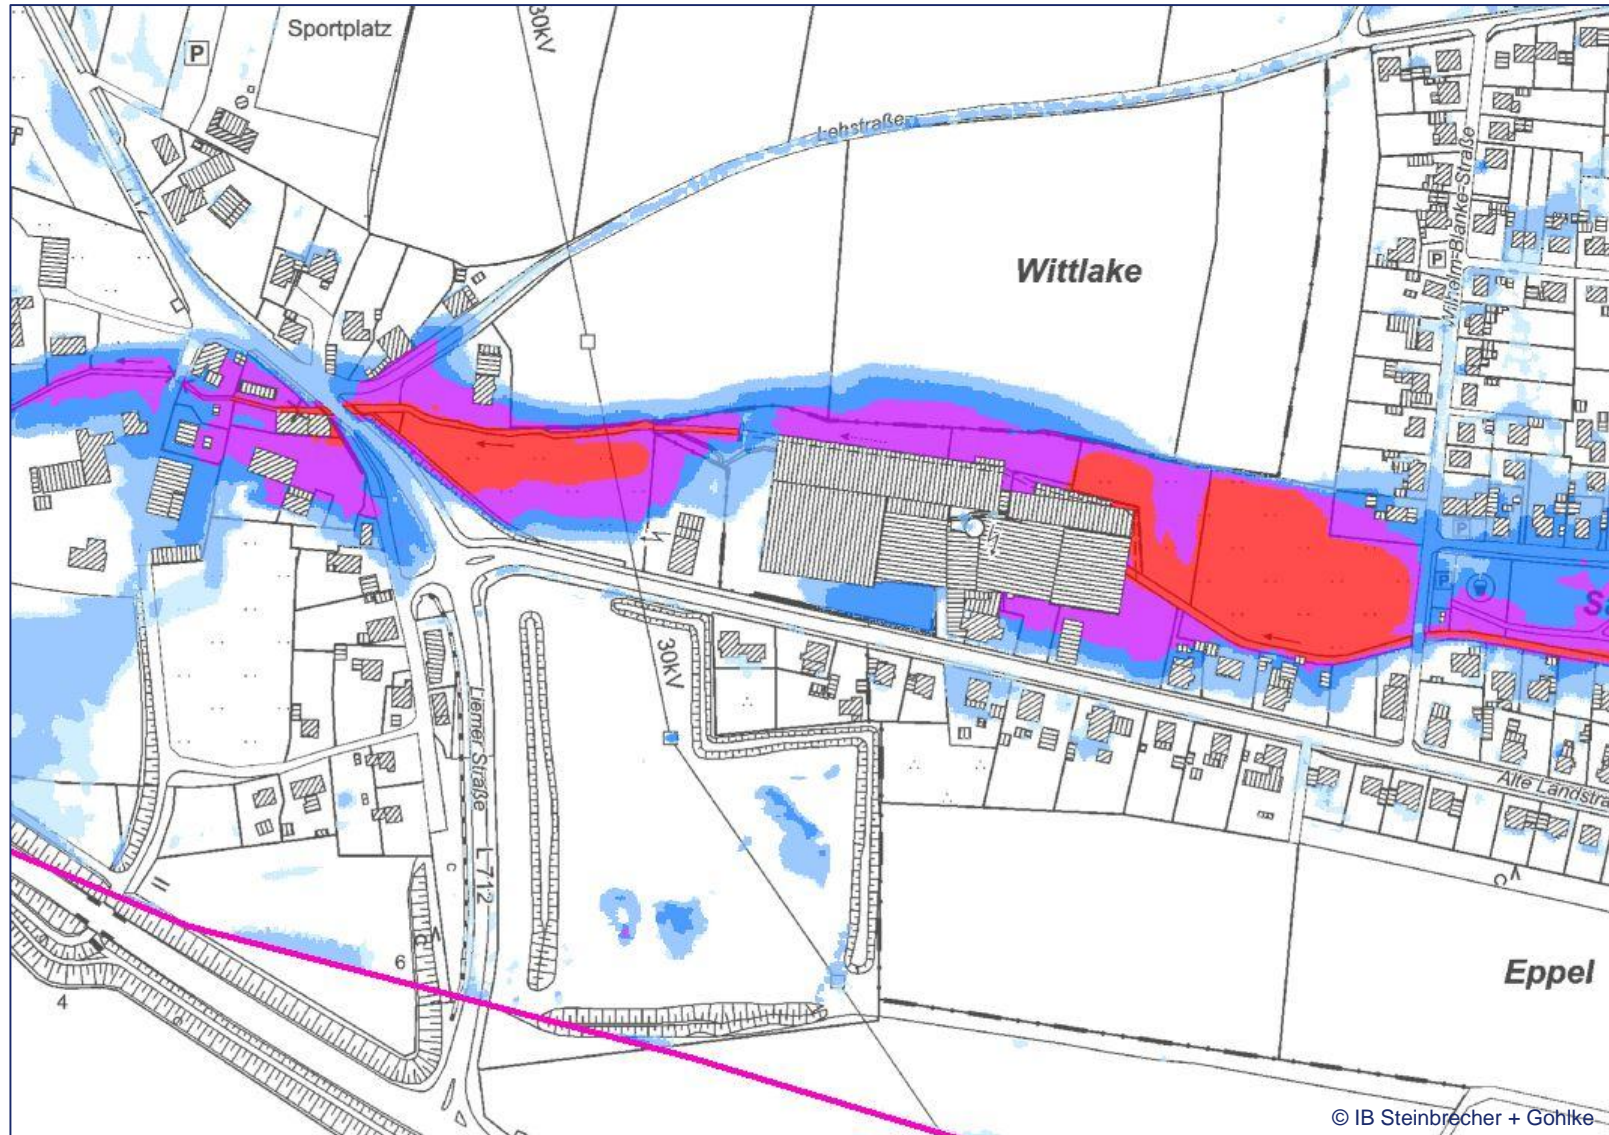 Sportplatz
30kV
P
Lehstraße
Wilhelm-Blanke-Straße
Wittlake
P
P
P
30kV
Liemer Straße
L712
Alte Landstra
Eppel
6
4
© IB Steinbrecher + Gohlke